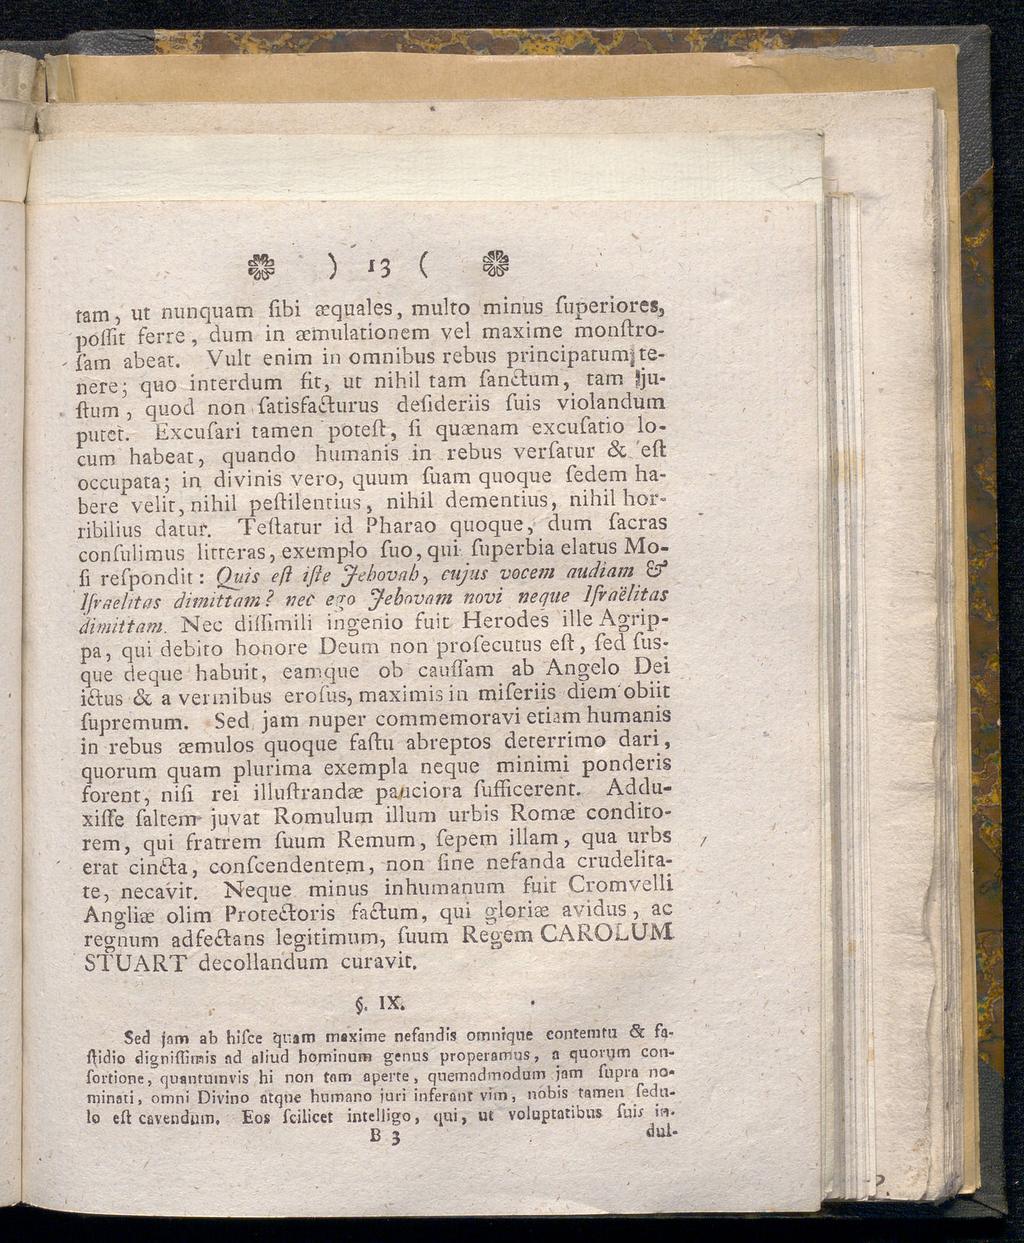 ❁ ) 13 ( ❁
tam, ut nunquam ſibi æquales, multo minus ſuperiores,
poſſit ferre, dum in æmulationem vel maxime monſtro-
ſam abeat. Vult enim in omnibus rebus principatum te-
nere; quo interdum fit, ut nihil tam ſanctum, tam ju-
ſtum, quod non ſatisfacturus deſideriis ſuis violandum
putet. Excuſari tamen poteſt, ſi quænam excuſatio lo-
cum habeat, quando humanis in rebus verſatur & eſt
occupata; in divinis vero, quum ſuam quoque ſedem ha-
bere velit, nihil peſtilentius, nihil dementius, nihil hor-
ribilius datur. Teſtatur id Pharao quoque, dum ſacras
conſulimus litteras, exemplo ſuo, qui ſuperbia elatus Mo-
ſi reſpondit: Quis eſt iſte Jehovah, cujus vocem audiam &
Iſraelitas dimittam? nec ego Jehovam novi neque Iſraëlitas
dimittam. Nec diſſimili ingenio fuit Herodes ille Agrip-
pa, qui debito honore Deum non proſecutus eſt, ſed ſus-
que deque habuit, eamque ob cauſſam ab Angelo Dei
ictus & a vermibus eroſus, maximis in miſeriis diem obiit
ſupremum. Sed jam nuper commemoravi etiam humanis
in rebus æmulos quoque faſtu abreptos deterrimo dari,
quorum quam plurima exempla neque minimi ponderis
forent, niſi rei illuſtrandæ pauciora ſufficerent. Addu-
xiſſe ſaltem juvat Romulum illum urbis Romæ condito-
rem, qui fratrem ſuum Remum, ſepem illam, qua urbs
erat cincta, conſcendentem, non ſine nefanda crudelita-
te, necavit. Neque minus inhumanum fuit Cromvelli
Angliæ olim Protectoris factum, qui gloriæ avidus, ac
regnum adfectans legitimum, ſuum Regem CAROLUM
STUART decollandum curavit.
§. IX.
Sed jam ab hiſce quam maxime nefandis omnique contemtu & fa-
ſtidio digniſſimis ad aliud hominum genus properamus, a quorum con-
ſortione, quantumvis hi non tam aperte, quemadmodum jam ſupra no-
minati, omni Divino atque humano juri inferant vim, nobis tamen ſedu-
lo eſt cavendum. Eos ſcilicet intelligo, qui, ut voluptatibus ſuis in-
B 3 dul-